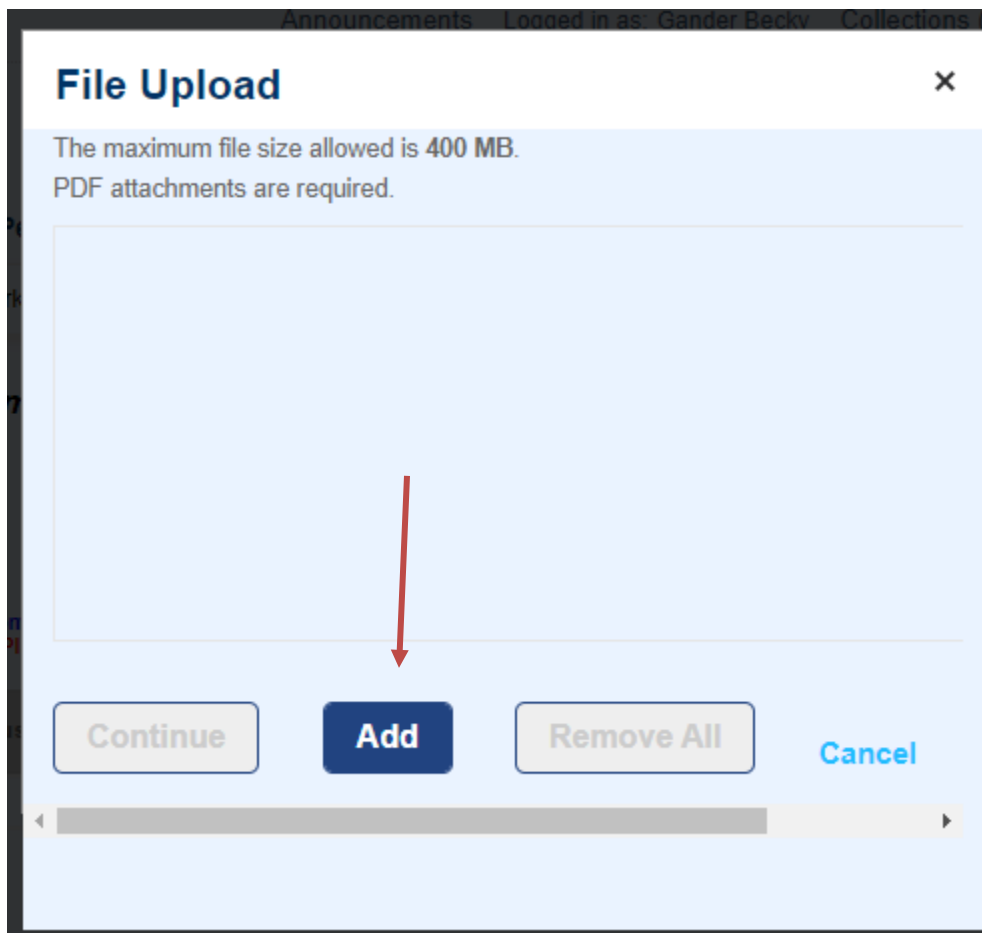 Announcements Logged in as: Gander Becky Collections
File Upload
×
The maximum file size allowed is 400 MB.
PDF attachments are required.
Continue Add Remove All Cancel